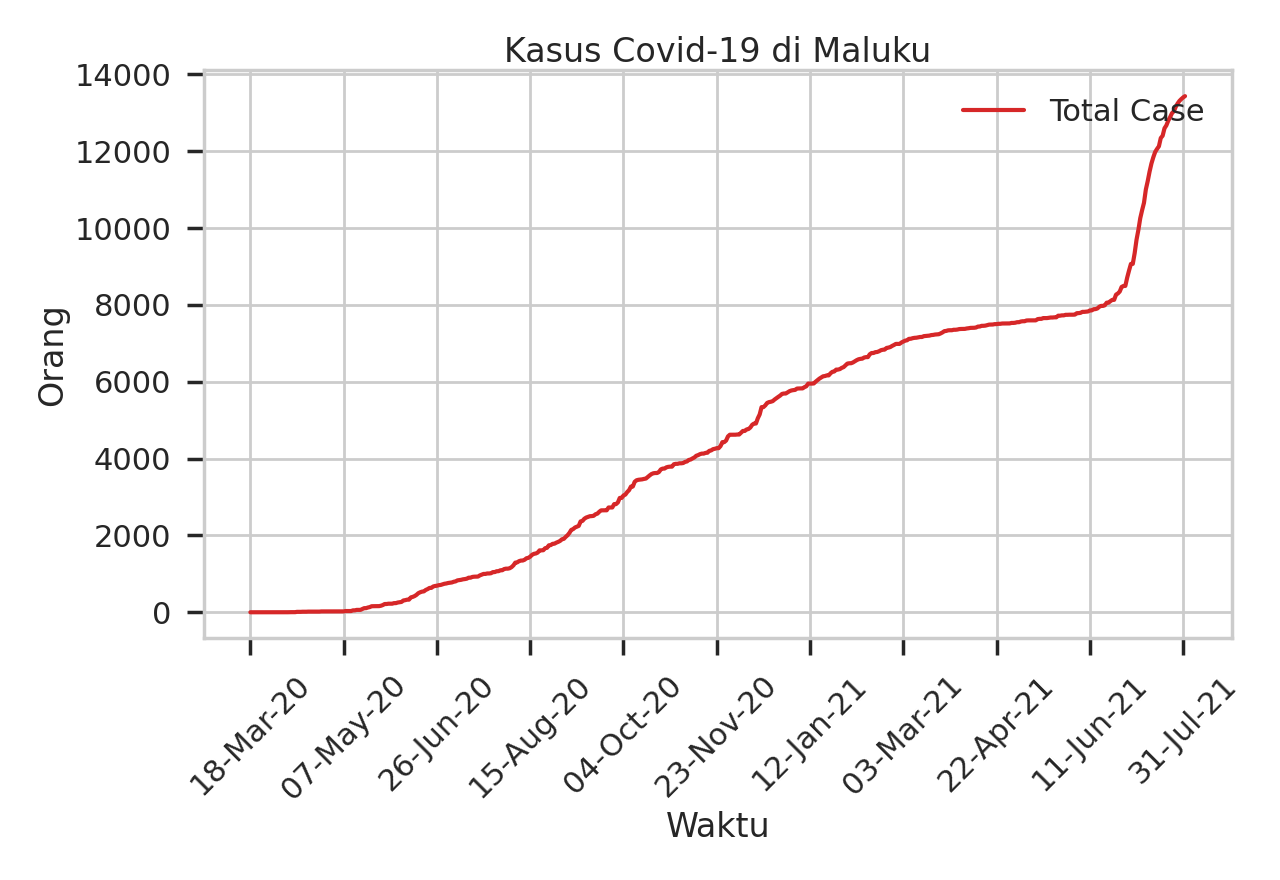 Kasus Covid-19 di Maluku
Total Case
14000
12000
10000
8000
6000
4000
2000
0
Orang
18-Mar-20
07-May-20
26-Jun-20
15-Aug-20
04-Oct-20
23-Nov-20
12-Jan-21
03-Mar-21
22-Apr-21
11-Jun-21
31-Jul-21
Waktu